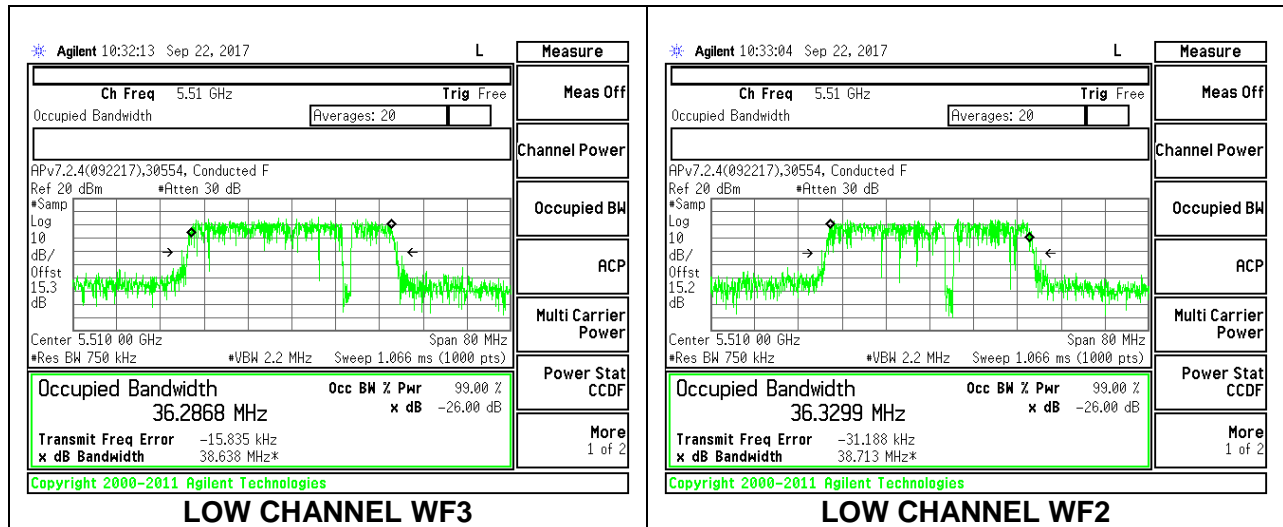 Agilent 10:32:13 Sep 22, 2017 L
Measure
Ch Freq 5.51 GHz Trig Free
Occupied Bandwidth Averages: 20
APv7.2.4(092217),30554, Conducted F
Ref 20 dBm #Atten 30 dB
#Samp
Log
10
dB/
Offst
15.3
dB
Center 5.510 00 GHz Span 80 MHz
#Res BW 750 kHz #VBW 2.2 MHz Sweep 1.066 ms (1000 pts)
Occupied Bandwidth Occ BW % Pwr 99.00 %
36.2868 MHz x dB -26.00 dB
Transmit Freq Error -15.835 kHz
x dB Bandwidth 38.638 MHz*
Copyright 2000-2011 Agilent Technologies
Meas Off
Channel Power
Occupied BW
ACP
Multi Carrier
Power
Power Stat
CCDF
More
1 of 2
LOW CHANNEL WF3
Agilent 10:33:04 Sep 22, 2017 L
Measure
Ch Freq 5.51 GHz Trig Free
Occupied Bandwidth Averages: 20
APv7.2.4(092217),30554, Conducted F
Ref 20 dBm #Atten 30 dB
#Samp
Log
10
dB/
Offst
15.2
dB
Center 5.510 00 GHz Span 80 MHz
#Res BW 750 kHz #VBW 2.2 MHz Sweep 1.066 ms (1000 pts)
Occupied Bandwidth Occ BW % Pwr 99.00 %
36.3299 MHz x dB -26.00 dB
Transmit Freq Error -31.188 kHz
x dB Bandwidth 38.713 MHz*
Copyright 2000-2011 Agilent Technologies
Meas Off
Channel Power
Occupied BW
ACP
Multi Carrier
Power
Power Stat
CCDF
More
1 of 2
LOW CHANNEL WF2